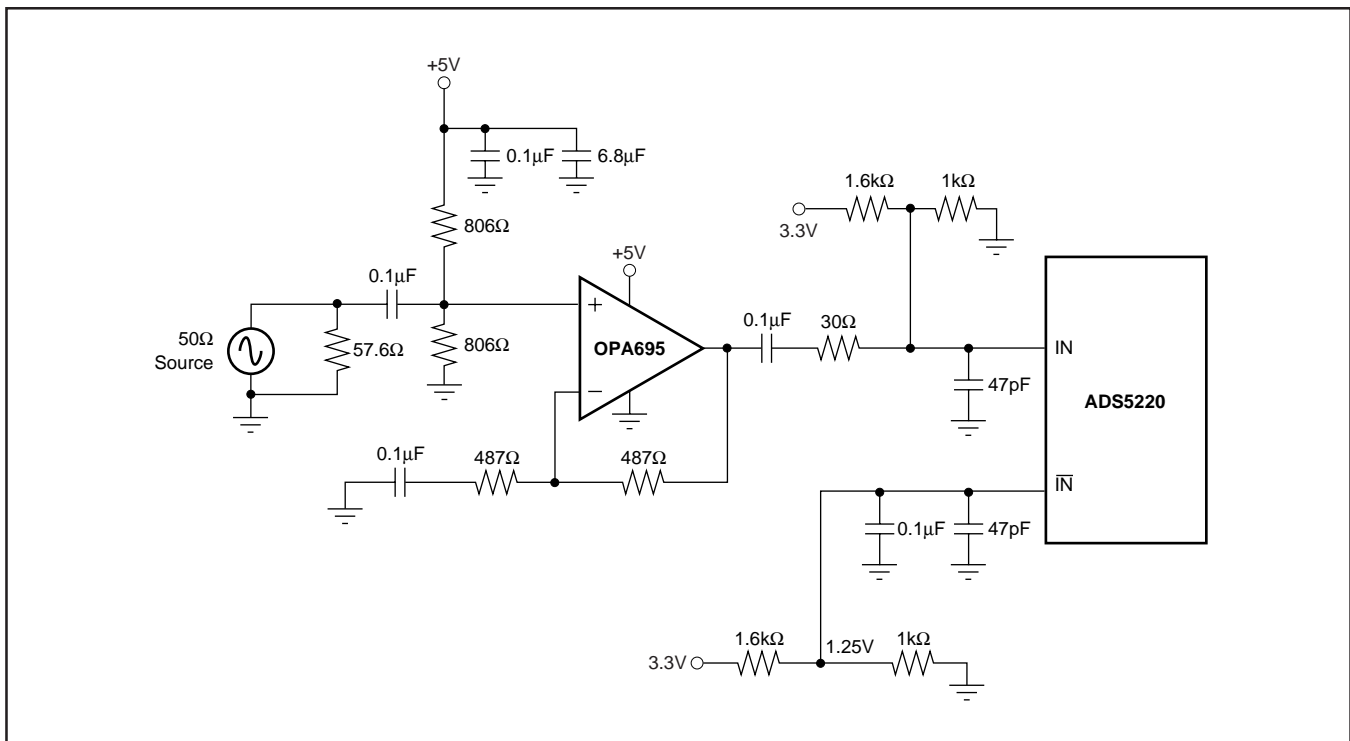 +5V
0.1μF
6.8μF
806Ω
1.6kΩ
1kΩ
3.3V
+5V
0.1μF
+
50Ω
Source
57.6Ω
806Ω
OPA695
0.1μF
30Ω
IN
−
47pF
ADS5220
0.1μF
487Ω
487Ω
I̅N̅
0.1μF
47pF
1.6kΩ
1.25V
1kΩ
3.3V